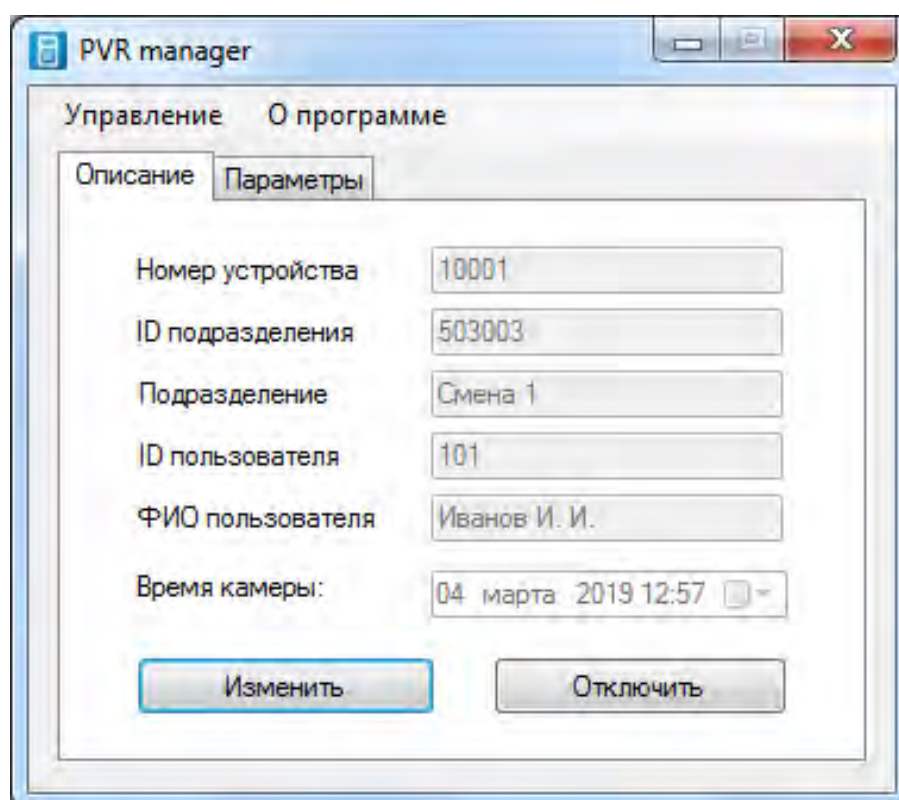 PVR manager
Управление О программе
Описание Параметры
Номер устройства 10001
ID подразделения 503003
Подразделение Смена 1
ID пользователя 101
ФИО пользователя Иванов И. И.
Время камеры: 04 марта 2019 12:57
Изменить Отключить